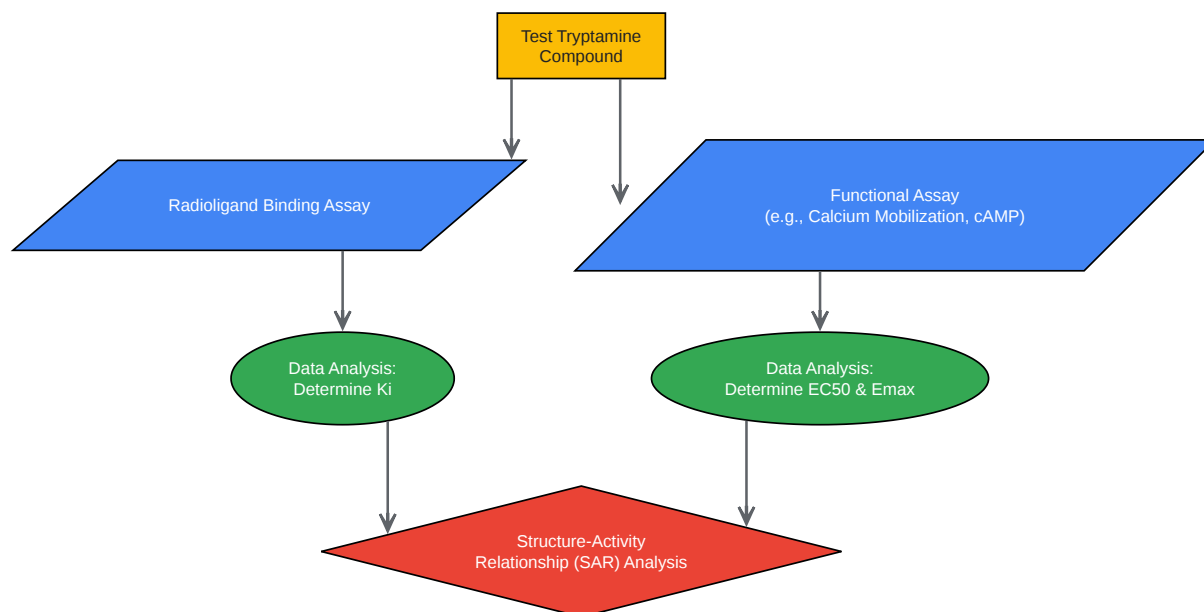 Test Tryptamine
Compound
Radioligand Binding Assay
Functional Assay
(e.g., Calcium Mobilization, cAMP)
Data Analysis:
Determine Ki
Data Analysis:
Determine EC50 & Emax
Structure-Activity
Relationship (SAR) Analysis